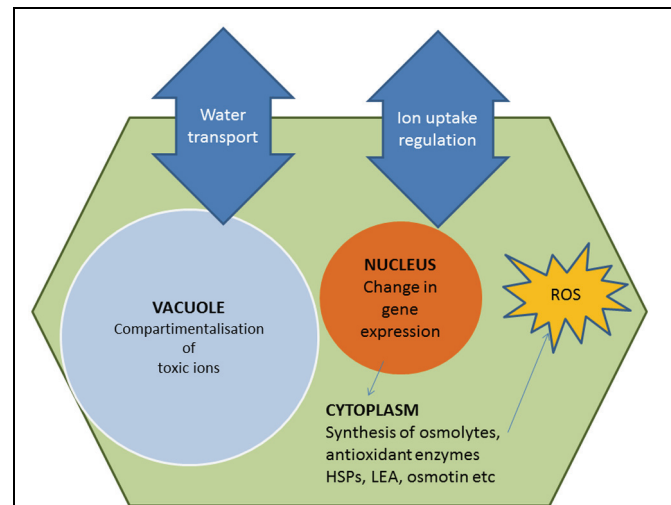 Water
transport
Ion uptake
regulation
VACUOLE
Compartimentalisation
of
toxic ions
NUCLEUS
Change in
gene
expression
ROS
CYTOPLASM
Synthesis of osmolytes,
antioxidant enzymes
HSPs, LEA, osmotin etc